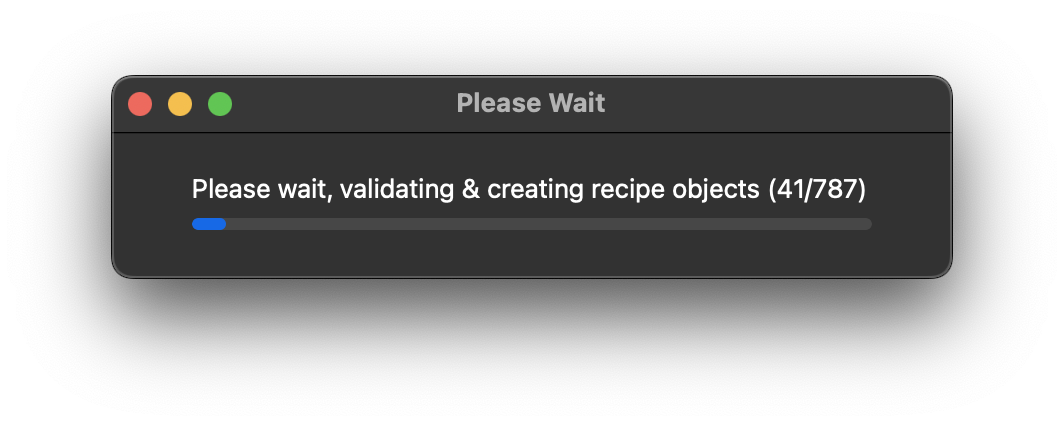 Please Wait
Please wait, validating & creating recipe objects (41/787)